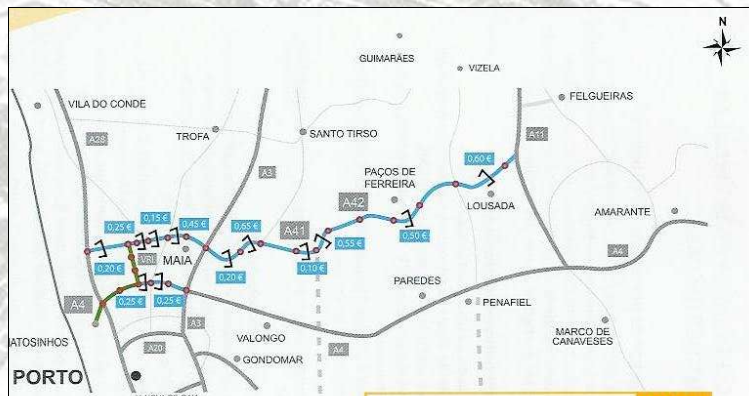 N
GUIMARÃES
VIZELA
FELGUEIRAS
VILA DO CONDE
A28
TROFA
SANTO TIRSO
A11
A3
PAÇOS DE
FERREIRA
0,60 €
LOUSADA
A42
AMARANTE
0,15 €
0,25 €
0,45 €
0,65 €
A41
0,50 €
0,55 €
VRI
MAIA
0,20 €
0,20 €
0,10 €
A4
0,25 €
0,25 €
A4
PAREDES
PENAFIEL
A3
VALONGO
MARCO DE
CANAVESES
ATOSINHOS
A20
A4
GONDOMAR
PORTO